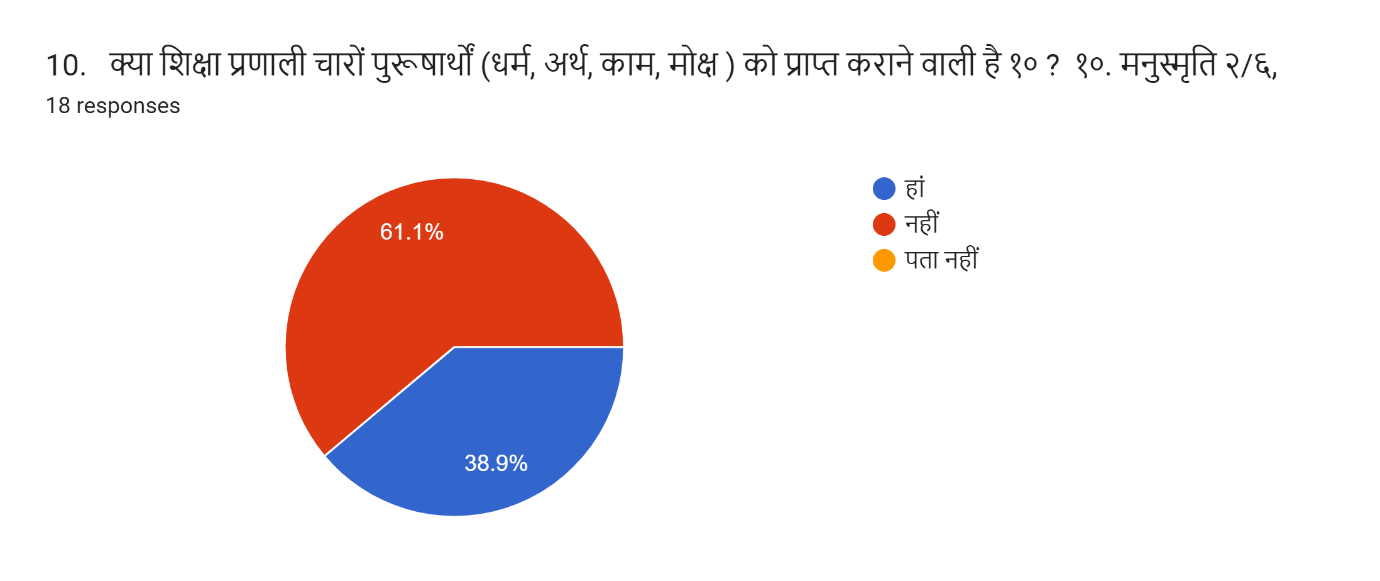 10. क्या शिक्षा प्रणाली चारों पुरूषार्थों (धर्म, अर्थ, काम, मोक्ष ) को प्राप्त कराने वाली है १० ? १०. मनुस्मृति २/६,
18 responses
हां
नहीं
पता नहीं
61.1%
38.9%